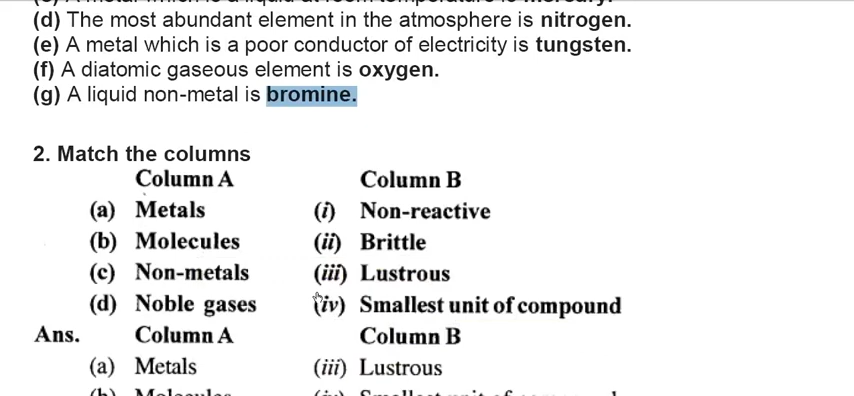 (d) The most abundant element in the atmosphere is nitrogen.
(e) A metal which is a poor conductor of electricity is tungsten.
(f) A diatomic gaseous element is oxygen.
(g) A liquid non-metal is bromine.
2. Match the columns
Column A Column B
(a) Metals (i) Non-reactive
(b) Molecules (ii) Brittle
(c) Non-metals (iii) Lustrous
(d) Noble gases (iv) Smallest unit of compound
Ans. Column A Column B
(a) Metals (iii) Lustrous